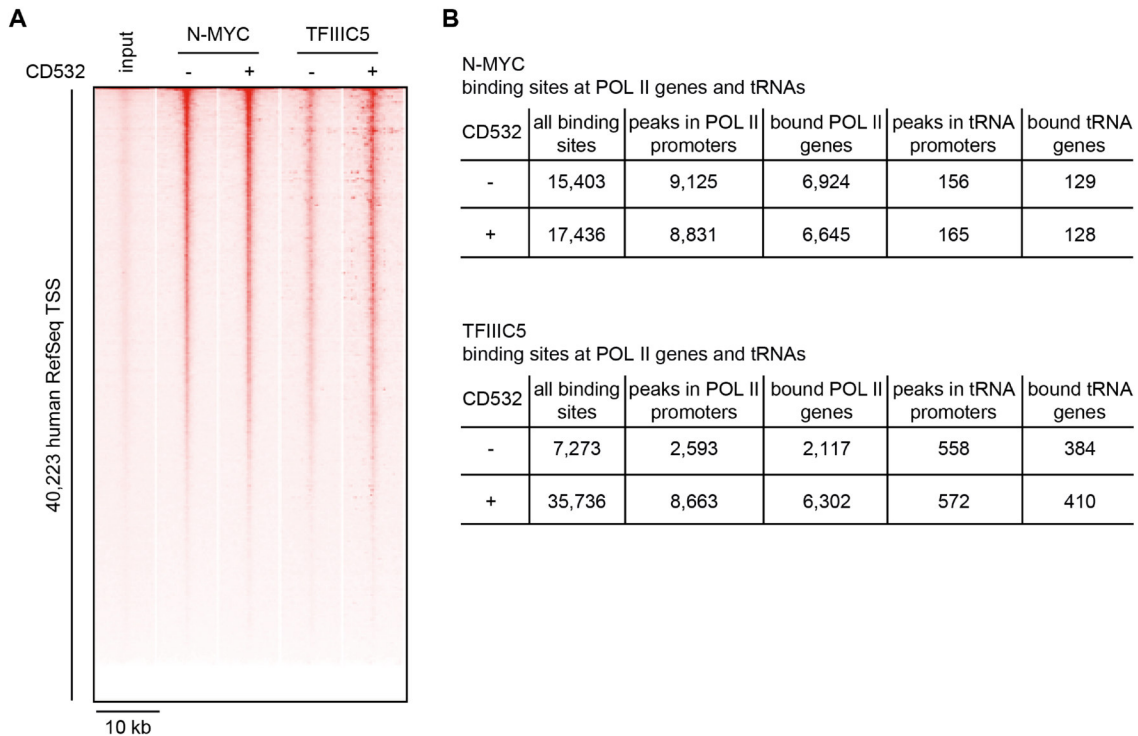 A
input
N-MYC
TFIIIC5
CD532
-
+
-
+
40,223 human RefSeq TSS
10 kb
B
N-MYC
binding sites at POL II genes and tRNAs
CD532
all binding
sites
peaks in POL II
promoters
bound POL II
genes
peaks in tRNA
promoters
bound tRNA
genes
-
15,403
9,125
6,924
156
129
+
17,436
8,831
6,645
165
128
TFIIIC5
binding sites at POL II genes and tRNAs
CD532
all binding
sites
peaks in POL II
promoters
bound POL II
genes
peaks in tRNA
promoters
bound tRNA
genes
-
7,273
2,593
2,117
558
384
+
35,736
8,663
6,302
572
410